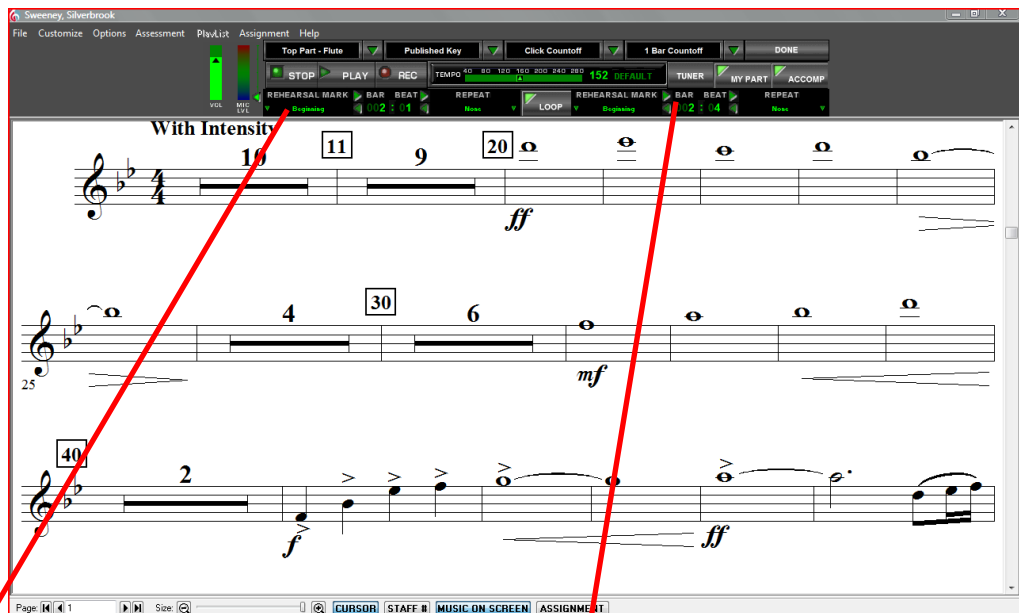 Sweeney, Silverbrook
File Customize Options Assessment PlayList Assignment Help
Top Part - Flute Published Key Click Countoff 1 Bar Countoff DONE
STOP PLAY REC TEMPO 40 80 120 160 200 240 280 152 DEFAULT TUNER MY PART ACCOMP
VOL MIC LVL
REHEARSAL MARK BAR BEAT REPEAT LOOP REHEARSAL MARK BAR BEAT REPEAT
Beginning 002 : 01 None Beginning 002 : 04 None
With Intensity
10 11 9 20
4 4
ff
4 30 6
25
mf
40
2
f
ff
Page: 1 Size: CURSOR STAFF # MUSIC ON SCREEN ASSIGNMENT